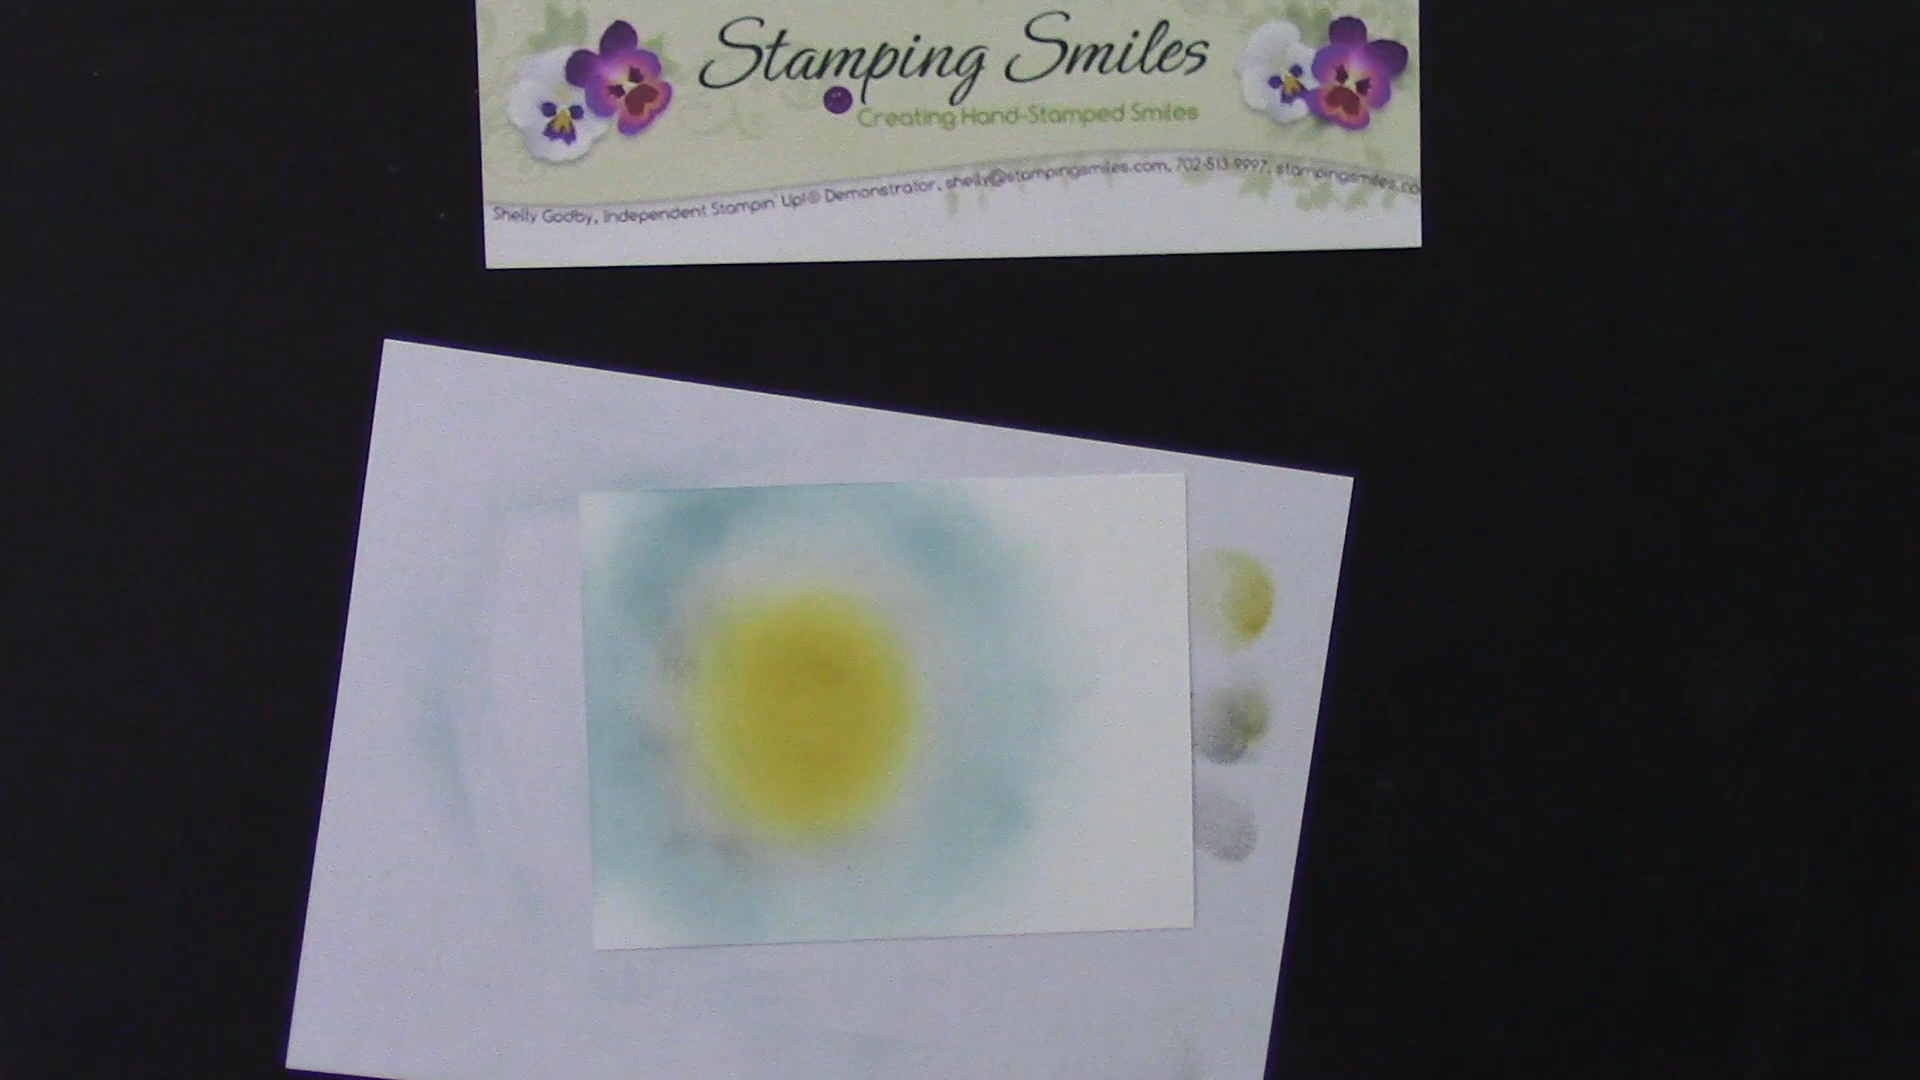 Stamping Smiles
Creating Hand-Stamped Smiles
Shelly Godby, Independent Stampin' Up!® Demonstrator, shelly@stampingsmiles.com, 702-513-9997, stampingsmiles.co